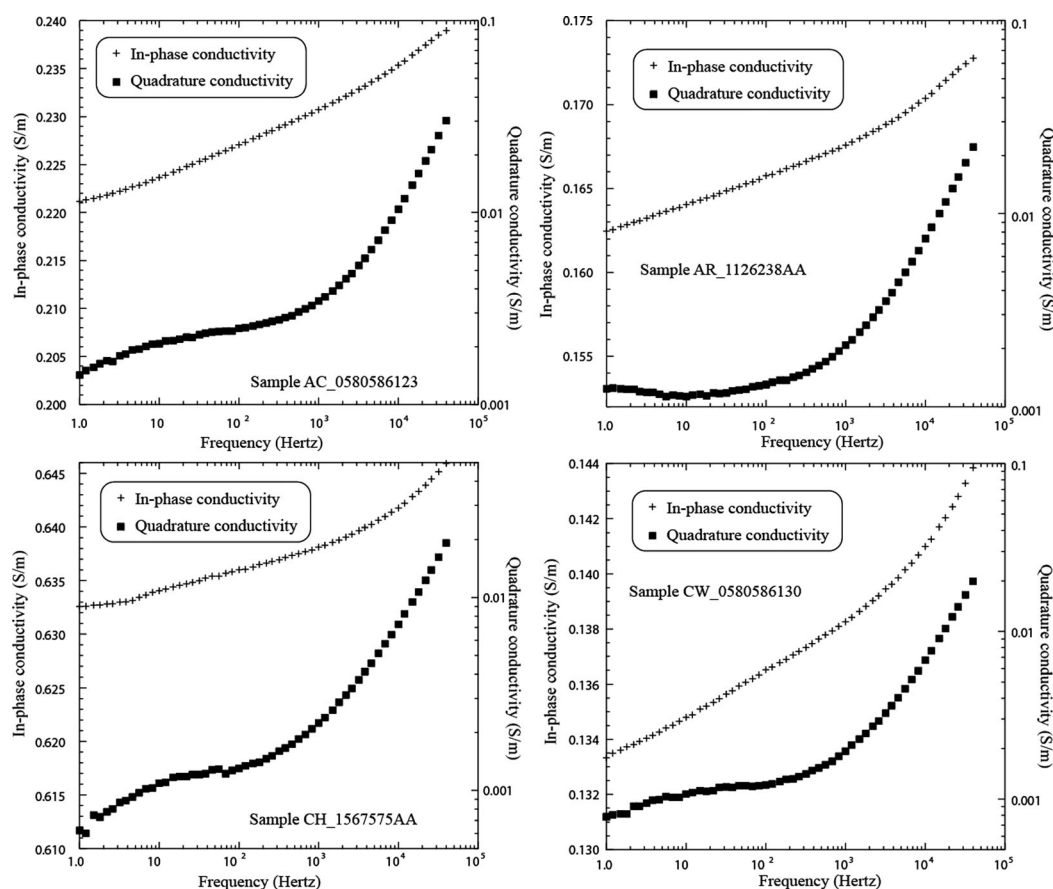 0.240
0.235
0.230
0.225
0.220
0.215
0.210
0.205
0.200
In-phase conductivity (S/m)
In-phase conductivity
Quadrature conductivity
Sample AC_0580586123
0.1
0.01
0.001
Quadrature conductivity (S/m)
1.0 10 10² 10³ 10⁴ 10⁵
Frequency (Hertz)
0.175
0.170
0.165
0.160
0.155
In-phase conductivity (S/m)
In-phase conductivity
Quadrature conductivity
Sample AR_1126238AA
0.1
0.01
0.001
Quadrature conductivity (S/m)
1.0 10 10² 10³ 10⁴ 10⁵
Frequency (Hertz)
0.646
0.640
0.635
0.630
0.625
0.620
0.615
0.610
In-phase conductivity (S/m)
In-phase conductivity
Quadrature conductivity
Sample CH_1567575AA
0.01
0.001
Quadrature conductivity (S/m)
1.0 10 10² 10³ 10⁴ 10⁵
Frequency (Hertz)
0.144
0.142
0.140
0.138
0.136
0.134
0.132
0.130
In-phase conductivity (S/m)
In-phase conductivity
Quadrature conductivity
Sample CW_0580586130
0.1
0.01
0.001
Quadrature conductivity (S/m)
1.0 10 10² 10³ 10⁴ 10⁵
Frequency (Hertz)